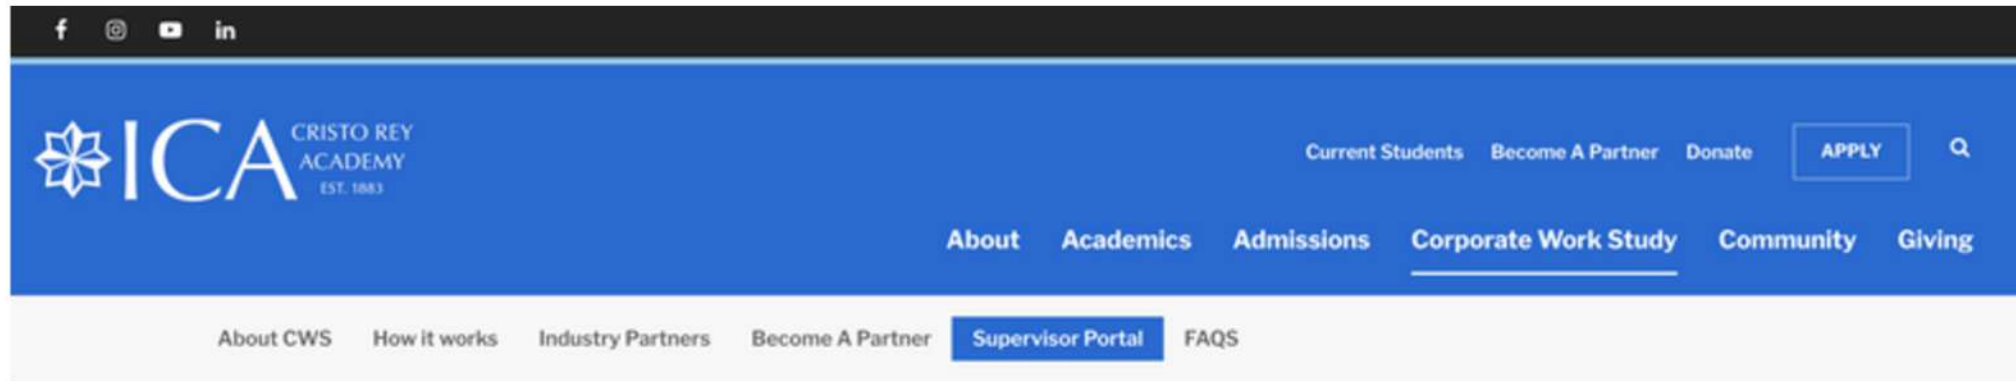 CRISTO REY
ICA ACADEMY
EST. 1883
Current Students Become A Partner Donate APPLY
About Academics Admissions Corporate Work Study Community Giving
About CWS How it works Industry Partners Become A Partner Supervisor Portal FAQS